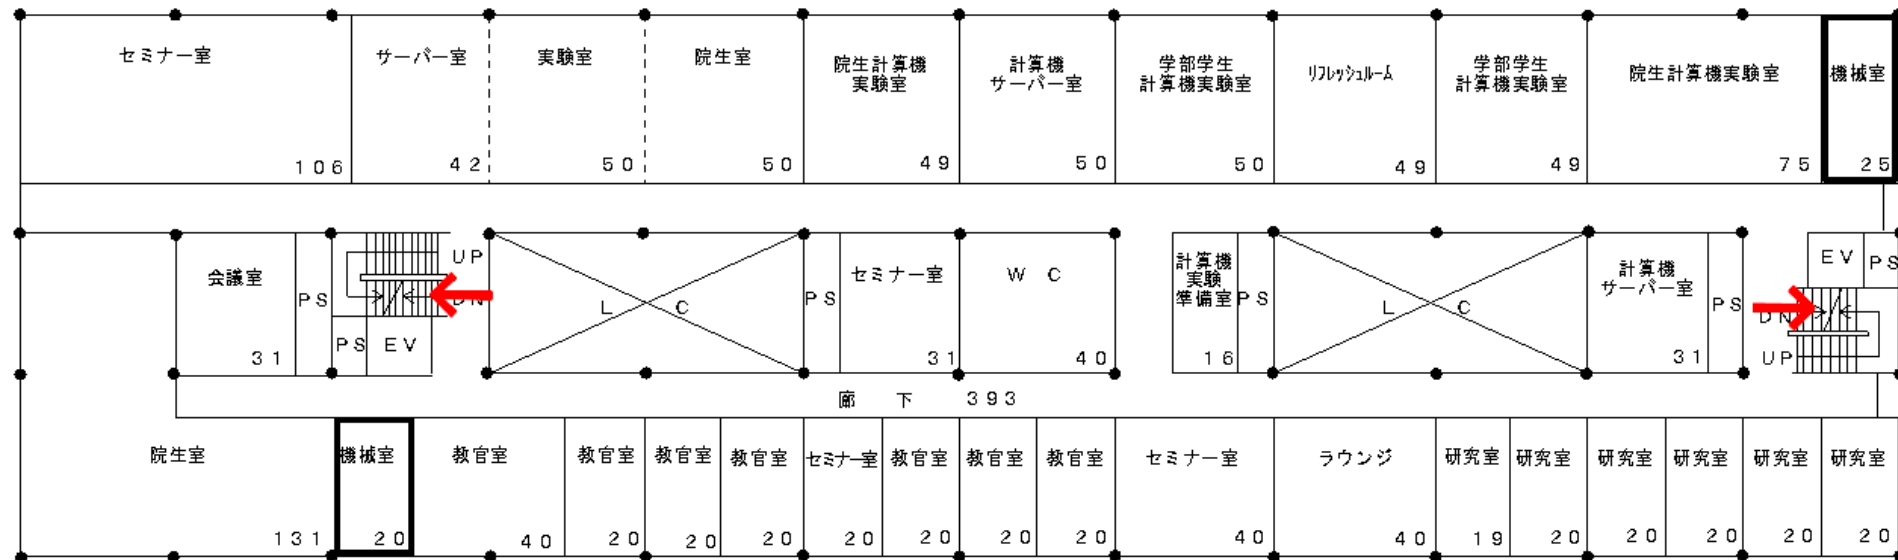 セミナー室
106
サーバー室
42
実験室
50
院生室
50
院生計算機
実験室
49
計算機
サーバー室
50
学部学生
計算機実験室
50
リフレッシュルーム
49
学部学生
計算機実験室
49
院生計算機実験室
75
機械室
25
会議室
31
PS
UP
DN
PS
EV
L C
PS
セミナー室
31
WC
40
計算機
実験
準備室
16
PS
L C
計算機
サーバー室
31
PS
EV
PS
DN
UP
廊下 393
院生室
131
機械室
20
教官室
40
教官室
20
教官室
20
教官室
20
セミナー室
20
教官室
20
教官室
20
教官室
20
セミナー室
40
ラウンジ
40
研究室
19
研究室
20
研究室
20
研究室
20
研究室
20
研究室
20